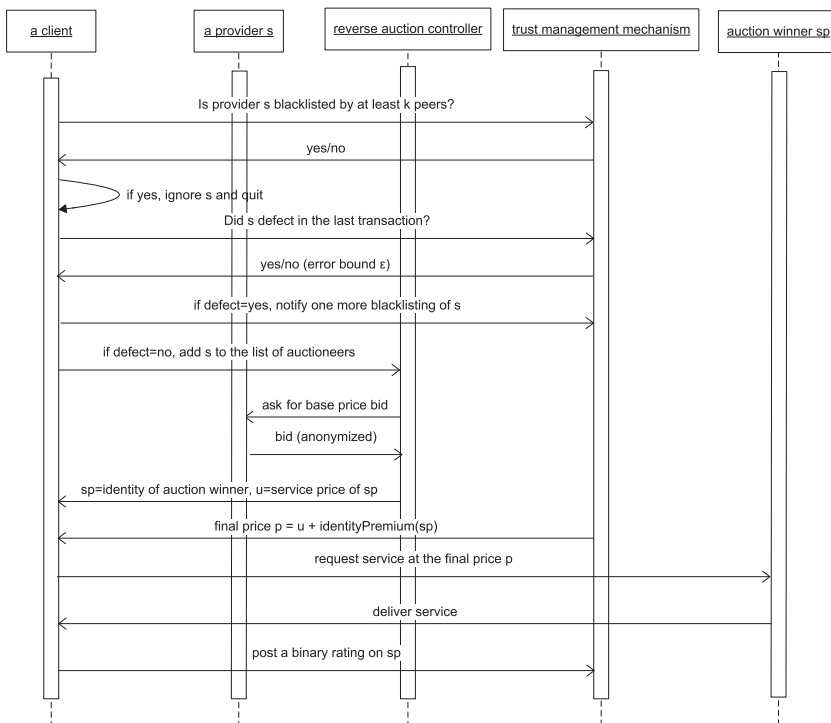 a client
a provider s
reverse auction controller
trust management mechanism
auction winner sp
Is provider s blacklisted by at least k peers?
yes/no
if yes, ignore s and quit
Did s defect in the last transaction?
yes/no (error bound ε)
if defect=yes, notify one more blacklisting of s
if defect=no, add s to the list of auctioneers
ask for base price bid
bid (anonymized)
sp=identity of auction winner, u=service price of sp
final price p = u + identityPremium(sp)
request service at the final price p
deliver service
post a binary rating on sp